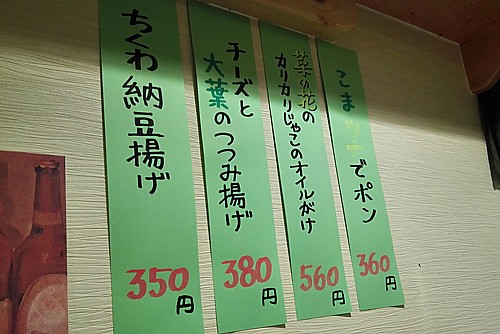 こまツナでポン
360円
菜の花の
カリカリじゃこのオイルがけ
560円
チーズと
大葉のつつみ揚げ
380円
ちくわ納豆揚げ
350円